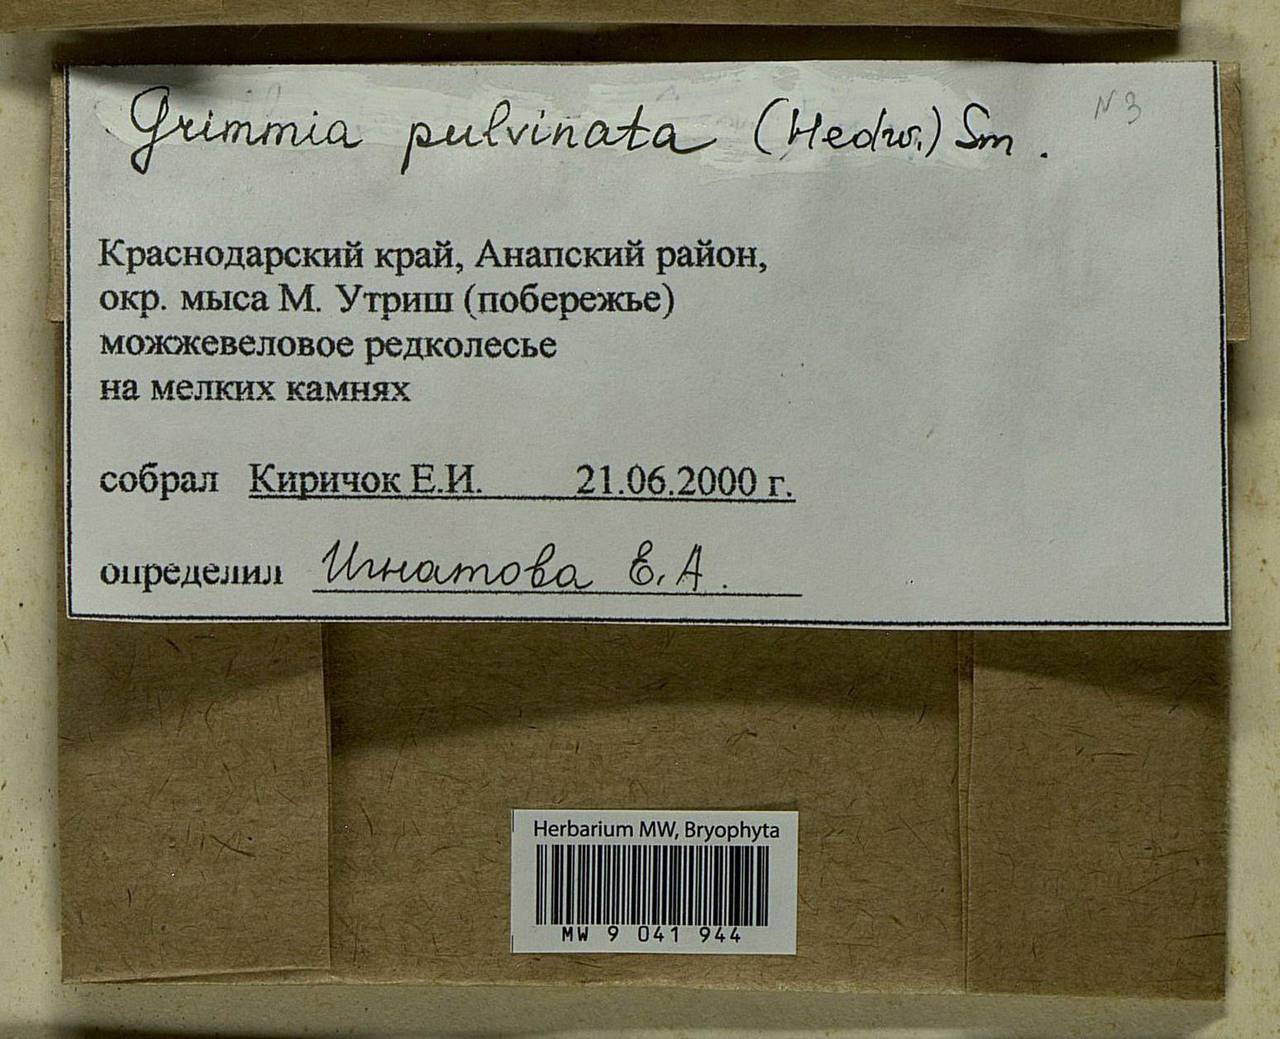 N 3
Grimmia pulvinata (Hedw.) Sm.
Краснодарский край, Анапский район,
окр. мыса М. Утриш (побережье)
можжевеловое редколесье
на мелких камнях
собрал Киричок Е.И. 21.06.2000 г.
определил Игнатова Е.А.
Herbarium MW, Bryophyta
MW 9 041 944